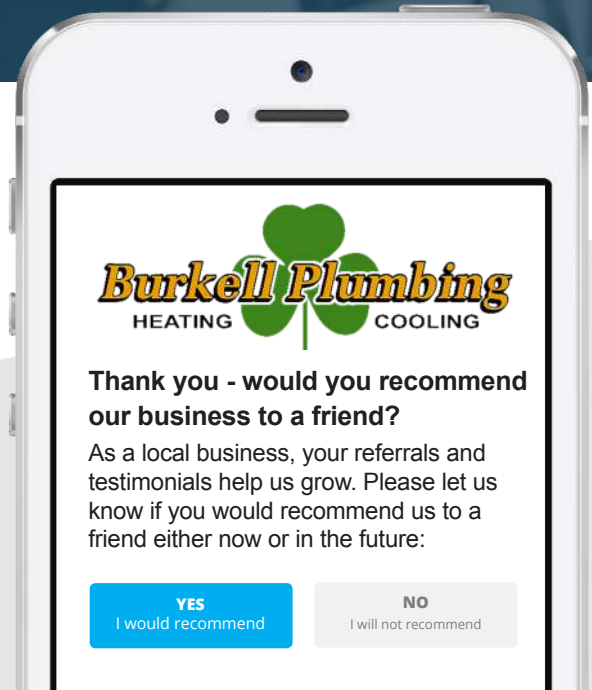 Burkell Plumbing
HEATING COOLING
Thank you - would you recommend
our business to a friend?
As a local business, your referrals and
testimonials help us grow. Please let us
know if you would recommend us to a
friend either now or in the future:
YES
I would recommend
NO
I will not recommend